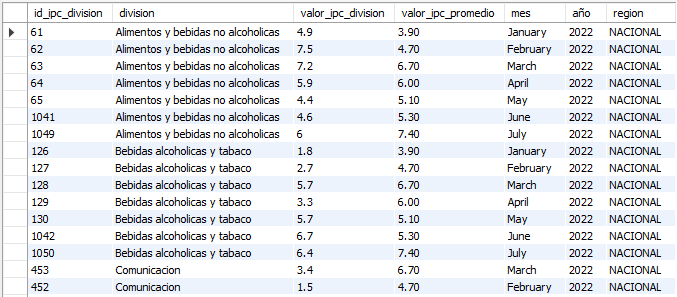 id_ipc_division division valor_ipc_division valor_ipc_promedio mes año region
61 Alimentos y bebidas no alcoholicas 4.9 3.90 January 2022 NACIONAL
62 Alimentos y bebidas no alcoholicas 7.5 4.70 February 2022 NACIONAL
63 Alimentos y bebidas no alcoholicas 7.2 6.70 March 2022 NACIONAL
64 Alimentos y bebidas no alcoholicas 5.9 6.00 April 2022 NACIONAL
65 Alimentos y bebidas no alcoholicas 4.4 5.10 May 2022 NACIONAL
1041 Alimentos y bebidas no alcoholicas 4.6 5.30 June 2022 NACIONAL
1049 Alimentos y bebidas no alcoholicas 6 7.40 July 2022 NACIONAL
126 Bebidas alcoholicas y tabaco 1.8 3.90 January 2022 NACIONAL
127 Bebidas alcoholicas y tabaco 2.7 4.70 February 2022 NACIONAL
128 Bebidas alcoholicas y tabaco 5.7 6.70 March 2022 NACIONAL
129 Bebidas alcoholicas y tabaco 3.3 6.00 April 2022 NACIONAL
130 Bebidas alcoholicas y tabaco 5.7 5.10 May 2022 NACIONAL
1042 Bebidas alcoholicas y tabaco 6.7 5.30 June 2022 NACIONAL
1050 Bebidas alcoholicas y tabaco 6.4 7.40 July 2022 NACIONAL
453 Comunicacion 3.4 6.70 March 2022 NACIONAL
452 Comunicacion 1.5 4.70 February 2022 NACIONAL